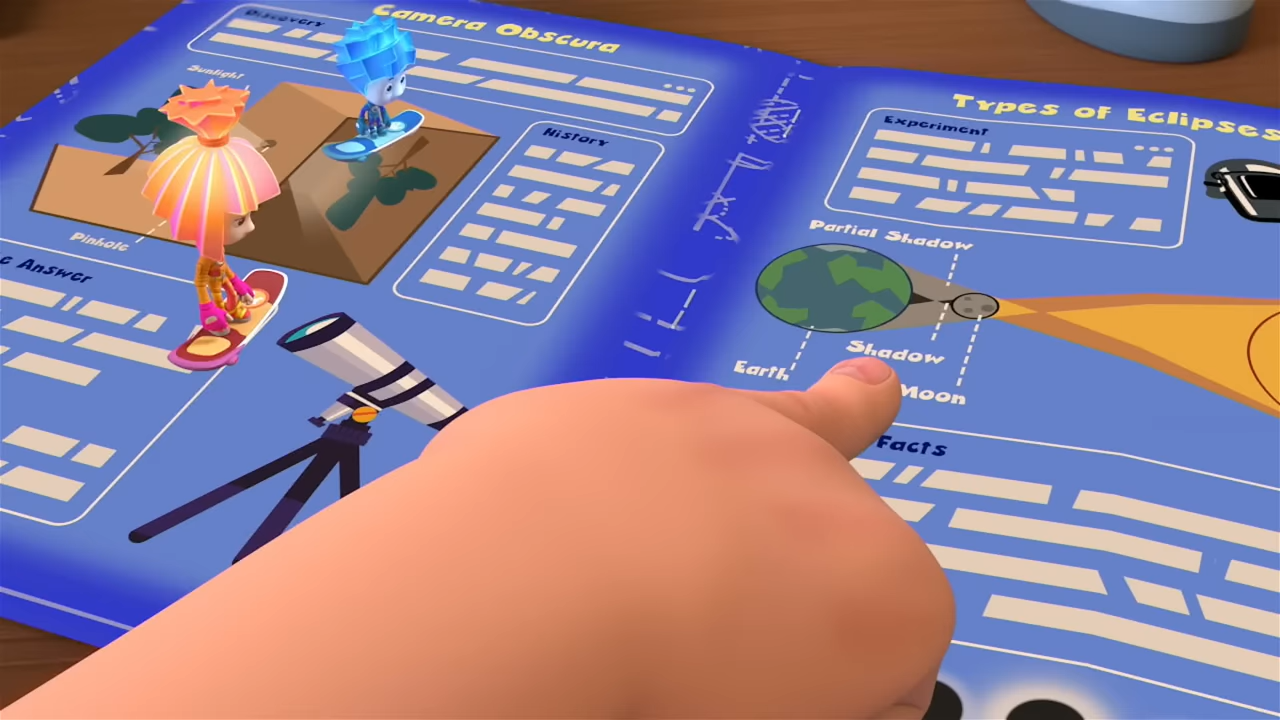 Camera Obscura
Discovery
Sunlight
History
Pinhole
Answer
Types of Eclipses
Experiment
Partial Shadow
Shadow
Earth
Moon
Facts